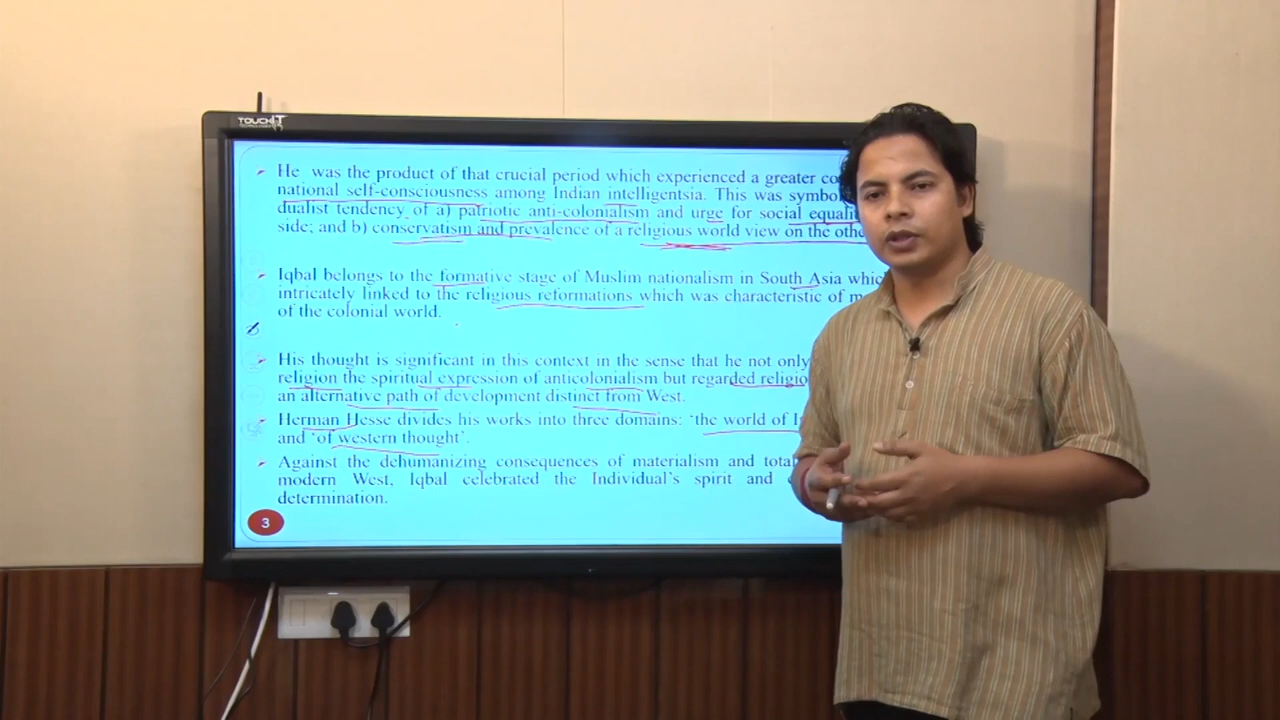 TOUCHIT
TECHNOLOGIES
He was the product of that crucial period which experienced a greater
national self-consciousness among Indian intelligentsia. This was
dualist tendency of a) patriotic anti-colonialism and urge for social
side; and b) conservatism and prevalence of a religious world view on the
Iqbal belongs to the formative stage of Muslim nationalism in South Asia
intricately linked to the religious reformations which was characteristic of
of the colonial world.
His thought is significant in this context in the sense that he not only
religion the spiritual expression of anticolonialism but regarded
an alternative path of development distinct from West.
Herman Hesse divides his works into three domains: 'the world of
and 'of western thought'.
Against the dehumanizing consequences of materialism and
modern West, Iqbal celebrated the Individual's spirit and
determination.
3